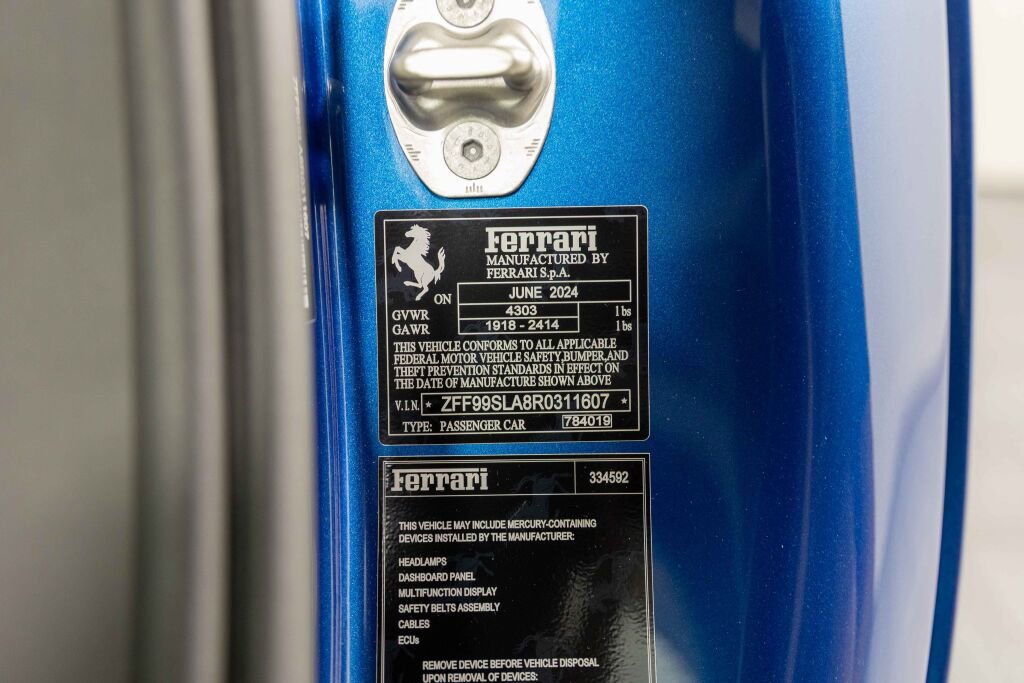 Ferrari
MANUFACTURED BY
FERRARI S.p.A.
ON JUNE 2024
GVWR 4303 lbs
GAWR 1918 - 2414 lbs
THIS VEHICLE CONFORMS TO ALL APPLICABLE
FEDERAL MOTOR VEHICLE SAFETY,BUMPER,AND
THEFT PREVENTION STANDARDS IN EFFECT ON
THE DATE OF MANUFACTURE SHOWN ABOVE
V.I.N. * ZFF99SLA8R0311607 *
TYPE: PASSENGER CAR 784019
Ferrari 334592
THIS VEHICLE MAY INCLUDE MERCURY-CONTAINING
DEVICES INSTALLED BY THE MANUFACTURER:
HEADLAMPS
DASHBOARD PANEL
MULTIFUNCTION DISPLAY
SAFETY BELTS ASSEMBLY
CABLES
ECUs
REMOVE DEVICE BEFORE VEHICLE DISPOSAL
UPON REMOVAL OF DEVICES: